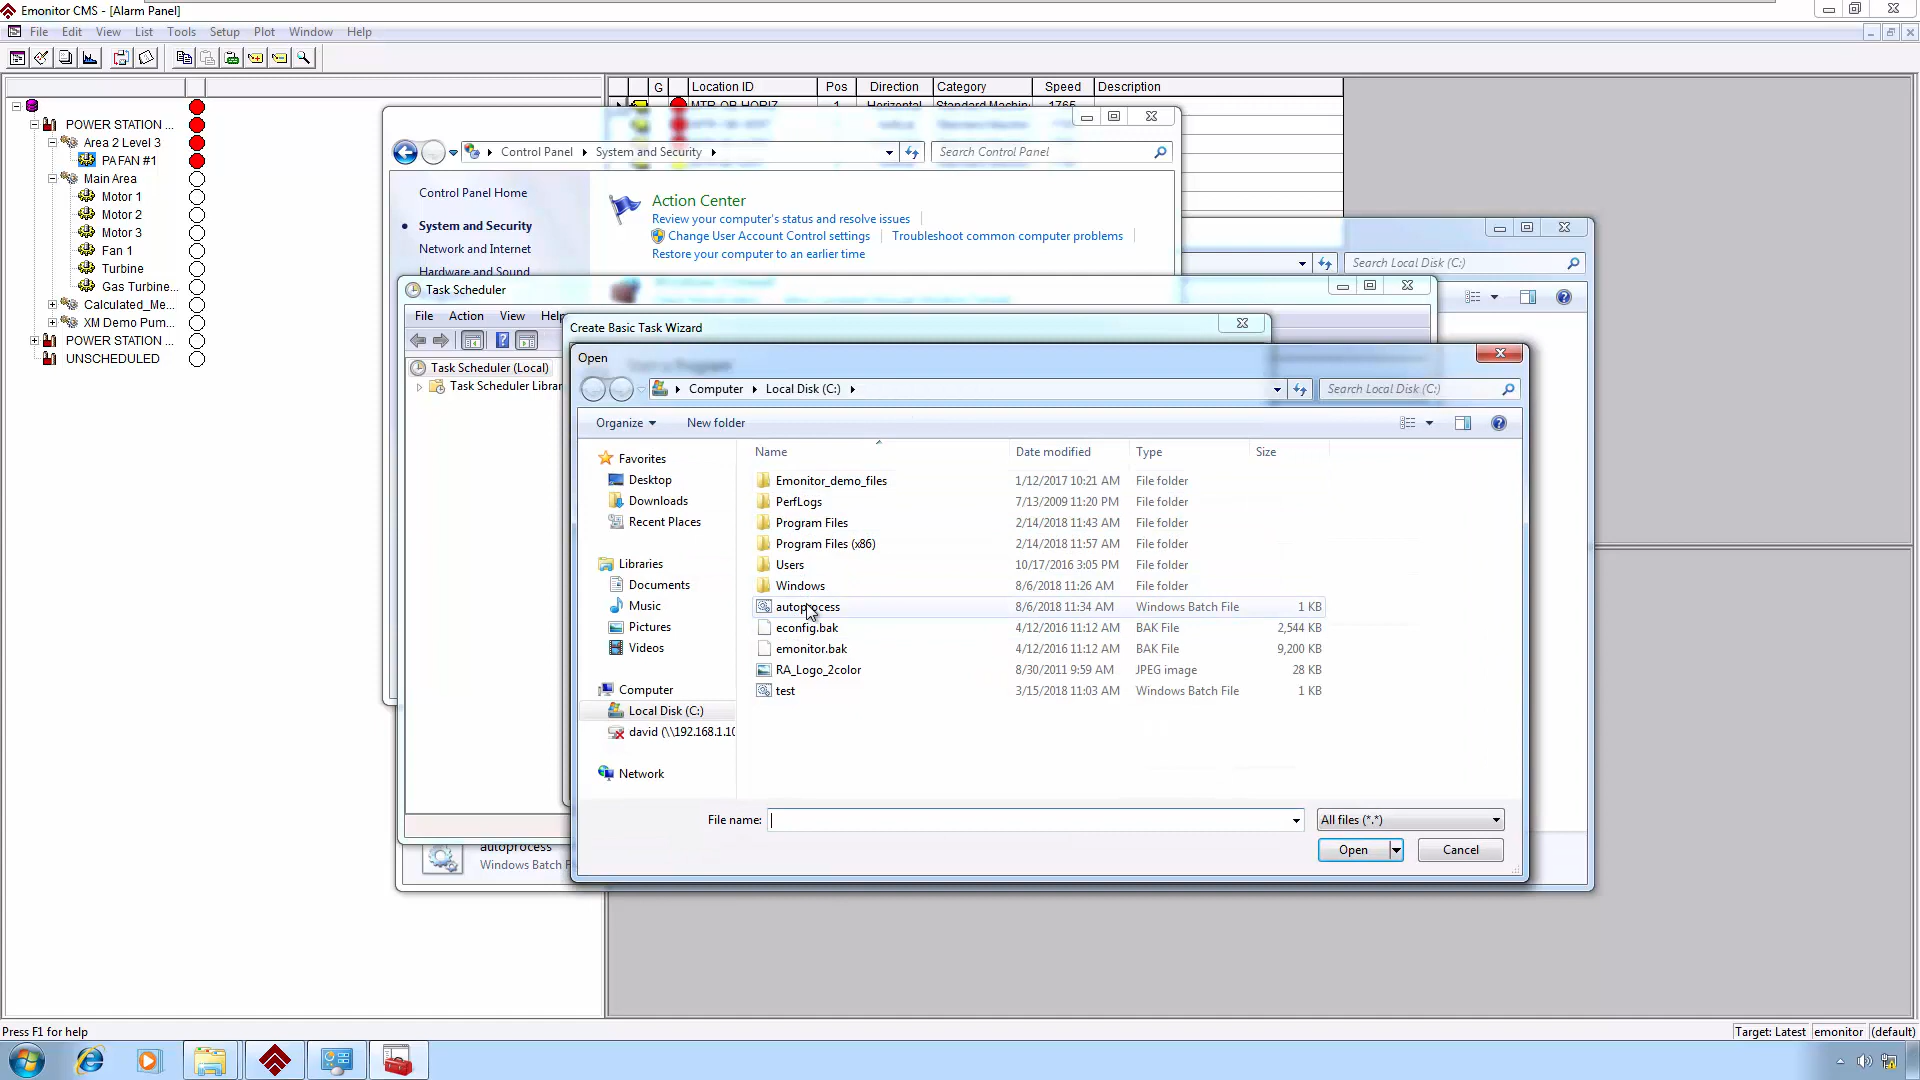 Emonitor CMS - [Alarm Panel]
File Edit View List Tools Setup Plot Window Help
G Location ID Pos Direction Category Speed Description
MTR-OB-HORIZ 1 Horizontal Standard Machin 1765
POWER STATION ...
Area 2 Level 3
PA FAN #1
Main Area
Motor 1
Motor 2
Motor 3
Fan 1
Turbine
Gas Turbine...
Calculated_Me...
XM Demo Pum...
POWER STATION ...
UNSCHEDULED
Control Panel System and Security Search Control Panel
Control Panel Home
System and Security
Network and Internet
Hardware and Sound
Action Center
Review your computer's status and resolve issues
Change User Account Control settings Troubleshoot common computer problems
Restore your computer to an earlier time
Search Local Disk (C:)
Task Scheduler
File Action View Help
Task Scheduler (Local)
Task Scheduler Librar
Create Basic Task Wizard
Open
Computer Local Disk (C:) Search Local Disk (C:)
Organize New folder
Favorites
Desktop
Downloads
Recent Places
Libraries
Documents
Music
Pictures
Videos
Computer
Local Disk (C:)
david (\\192.168.1.10
Network
Name Date modified Type Size
Emonitor_demo_files 1/12/2017 10:21 AM File folder
PerfLogs 7/13/2009 11:20 PM File folder
Program Files 2/14/2018 11:43 AM File folder
Program Files (x86) 2/14/2018 11:57 AM File folder
Users 10/17/2016 3:05 PM File folder
Windows 8/6/2018 11:26 AM File folder
autoprocess 8/6/2018 11:34 AM Windows Batch File 1 KB
econfig.bak 4/12/2016 11:12 AM BAK File 2,544 KB
emonitor.bak 4/12/2016 11:12 AM BAK File 9,200 KB
RA_Logo_2color 8/30/2011 9:59 AM JPEG image 28 KB
test 3/15/2018 11:03 AM Windows Batch File 1 KB
File name: All files (*.*)
Open Cancel
autoprocess
Windows Batch F
Press F1 for help
Target: Latest emonitor (default)